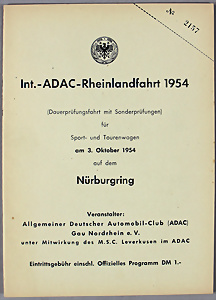 № 2157
Int.-ADAC-Rheinlandfahrt 1954
(Dauerprüfungsfahrt mit Sonderprüfungen)
für
Sport- und Tourenwagen
am 3. Oktober 1954
auf dem
Nürburgring
Veranstalter:
Allgemeiner Deutscher Automobil-Club (ADAC)
Gau Nordrhein e. V.
unter Mitwirkung des M.S.C. Leverkusen im ADAC
Eintrittsgebühr einschl. Offizielles Programm DM 1.-